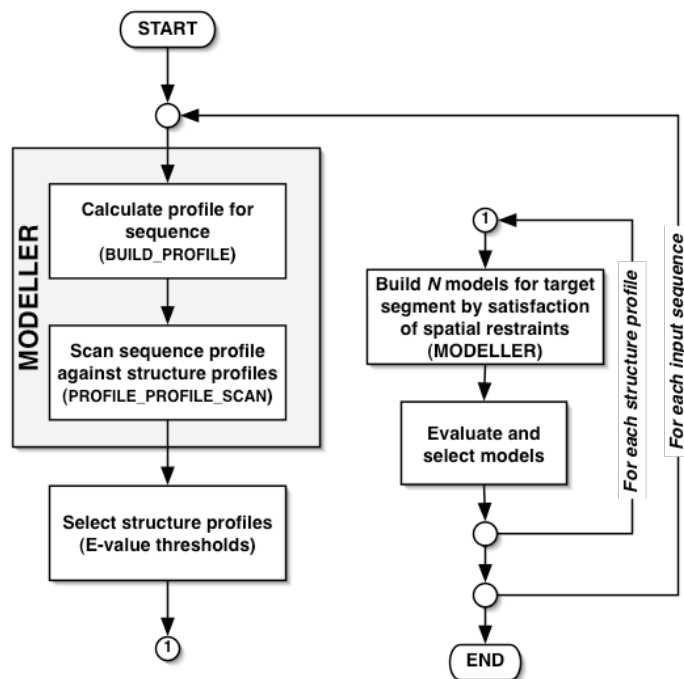 START
MODELLER
Calculate profile for
sequence
(BUILD_PROFILE)
Scan sequence profile
against structure profiles
(PROFILE_PROFILE_SCAN)
Select structure profiles
(E-value thresholds)
1
1
Build N models for target
segment by satisfaction
of spatial restraints
(MODELLER)
Evaluate and
select models
For each structure profile
For each input sequence
END